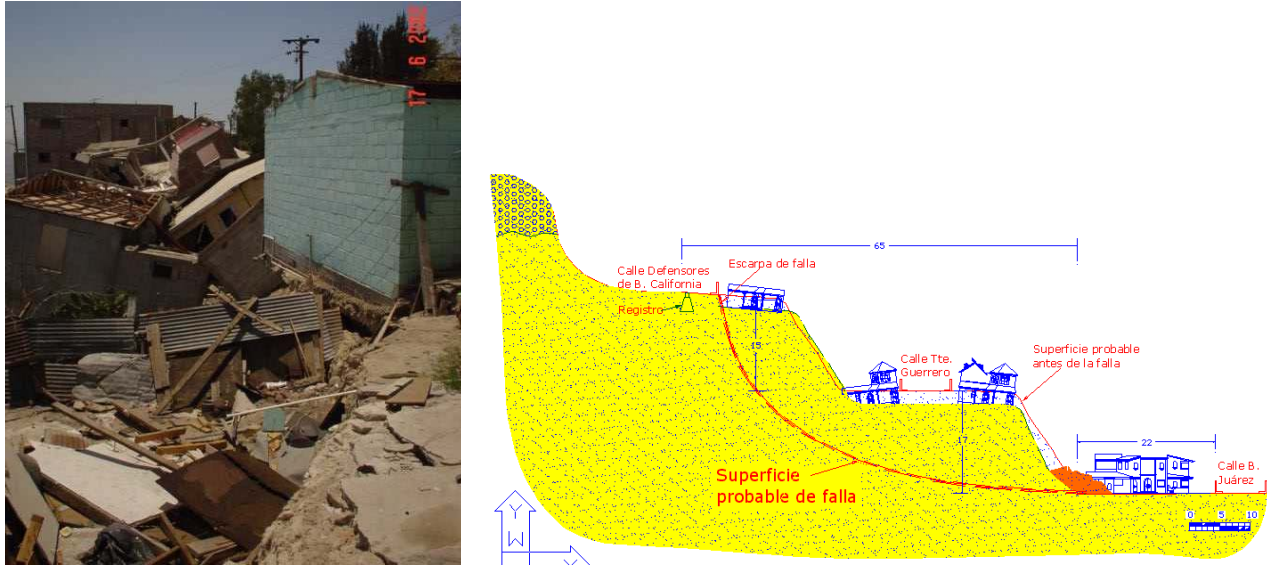 17 6
65
Calle Defensores
de B. California
Escarpa de falla
Registro
15
Calle Tte.
Guerrero
Superficie probable
antes de la falla
17
22
Superficie
probable de falla
Calle B.
Juárez
0 5 10
Y
W